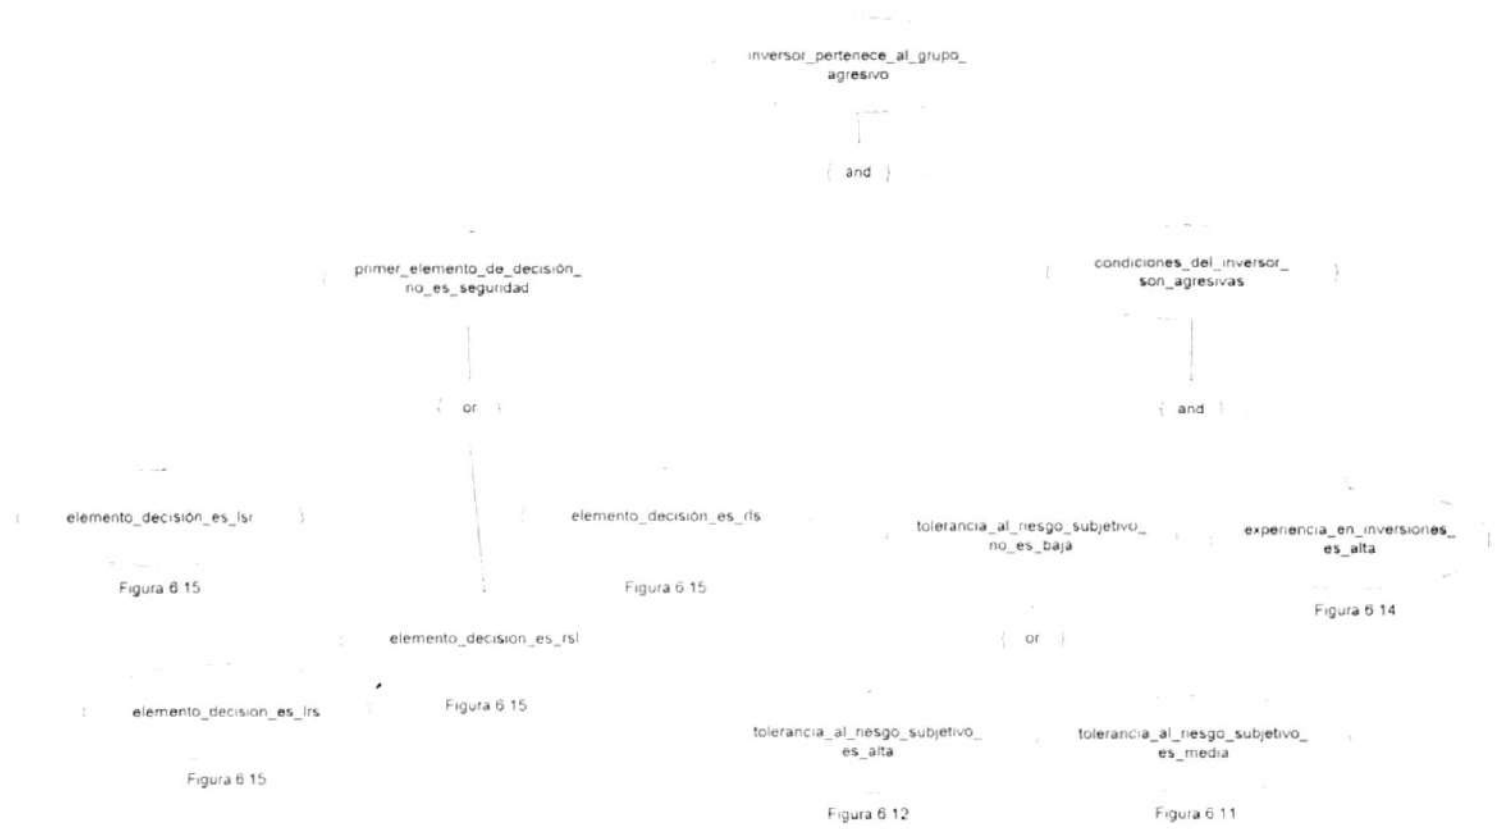 inversor_pertenece_al_grupo_
agresivo
and
primer_elemento_de_decisión_
no_es_seguridad
condiciones_del_inversor_
son_agresivas
or
and
elemento_decisión_es_lsr
elemento_decisión_es_rls
tolerancia_al_riesgo_subjetivo_
no_es_baja
experiencia_en_inversiones_
es_alta
Figura 6 15
Figura 6 15
Figura 6 14
or
elemento_decision_es_rsl
Figura 6 15
elemento_decision_es_lrs
Figura 6 15
tolerancia_al_riesgo_subjetivo_
es_alta
tolerancia_al_riesgo_subjetivo_
es_media
Figura 6 12
Figura 6 11